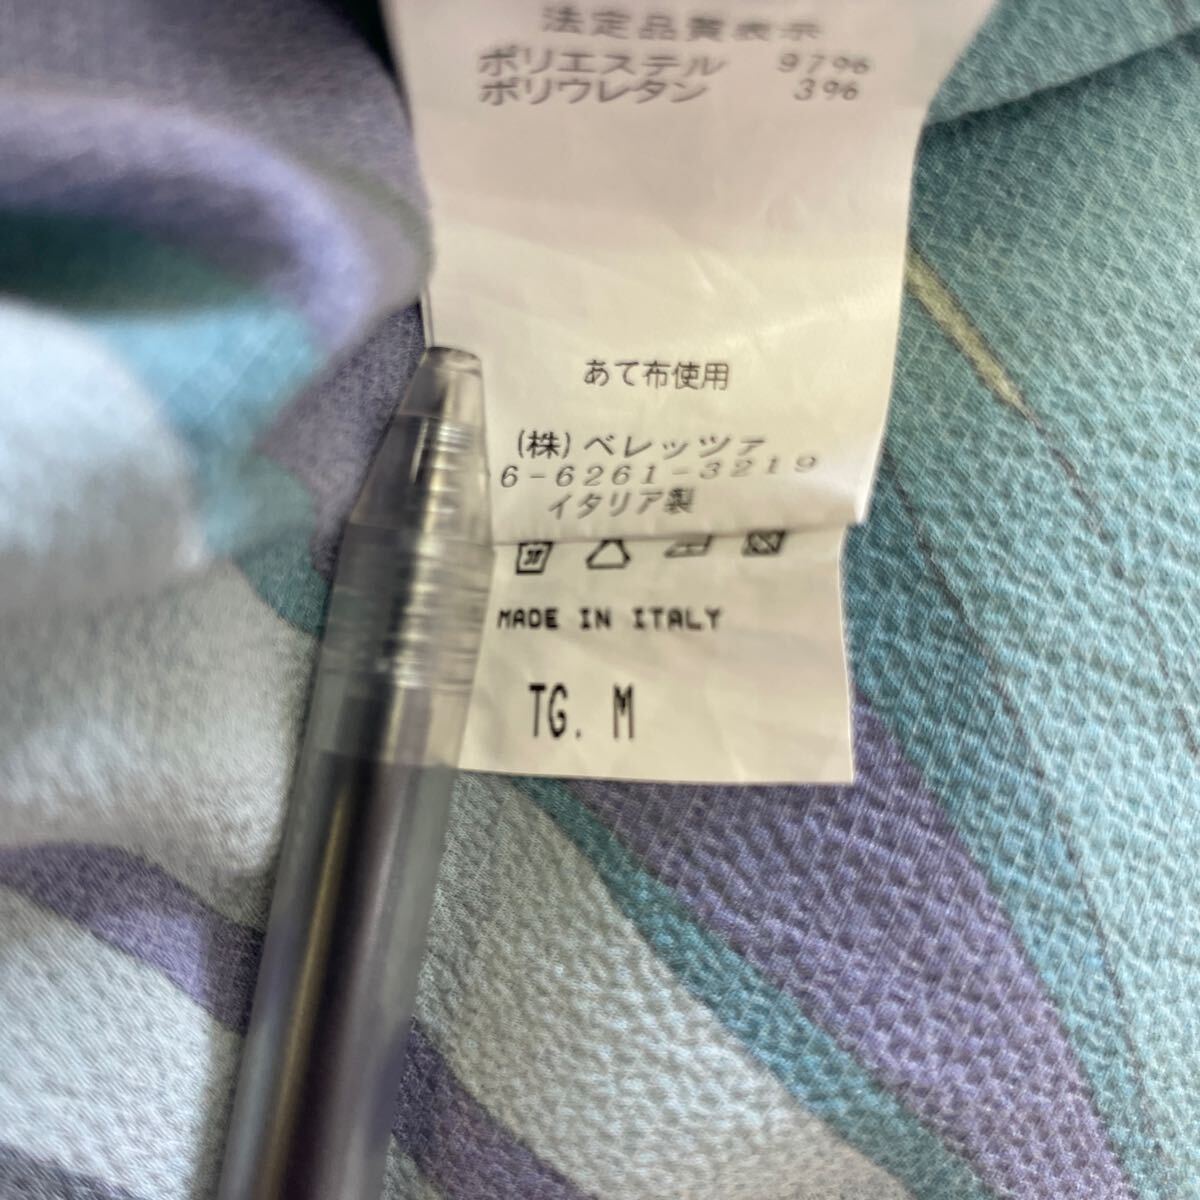 法定品質表示
ポリエステル 97%
ポリウレタン 3%
あて布使用
(株)ベレッツァ
6-6261-3219
イタリア製
MADE IN ITALY
TG. M